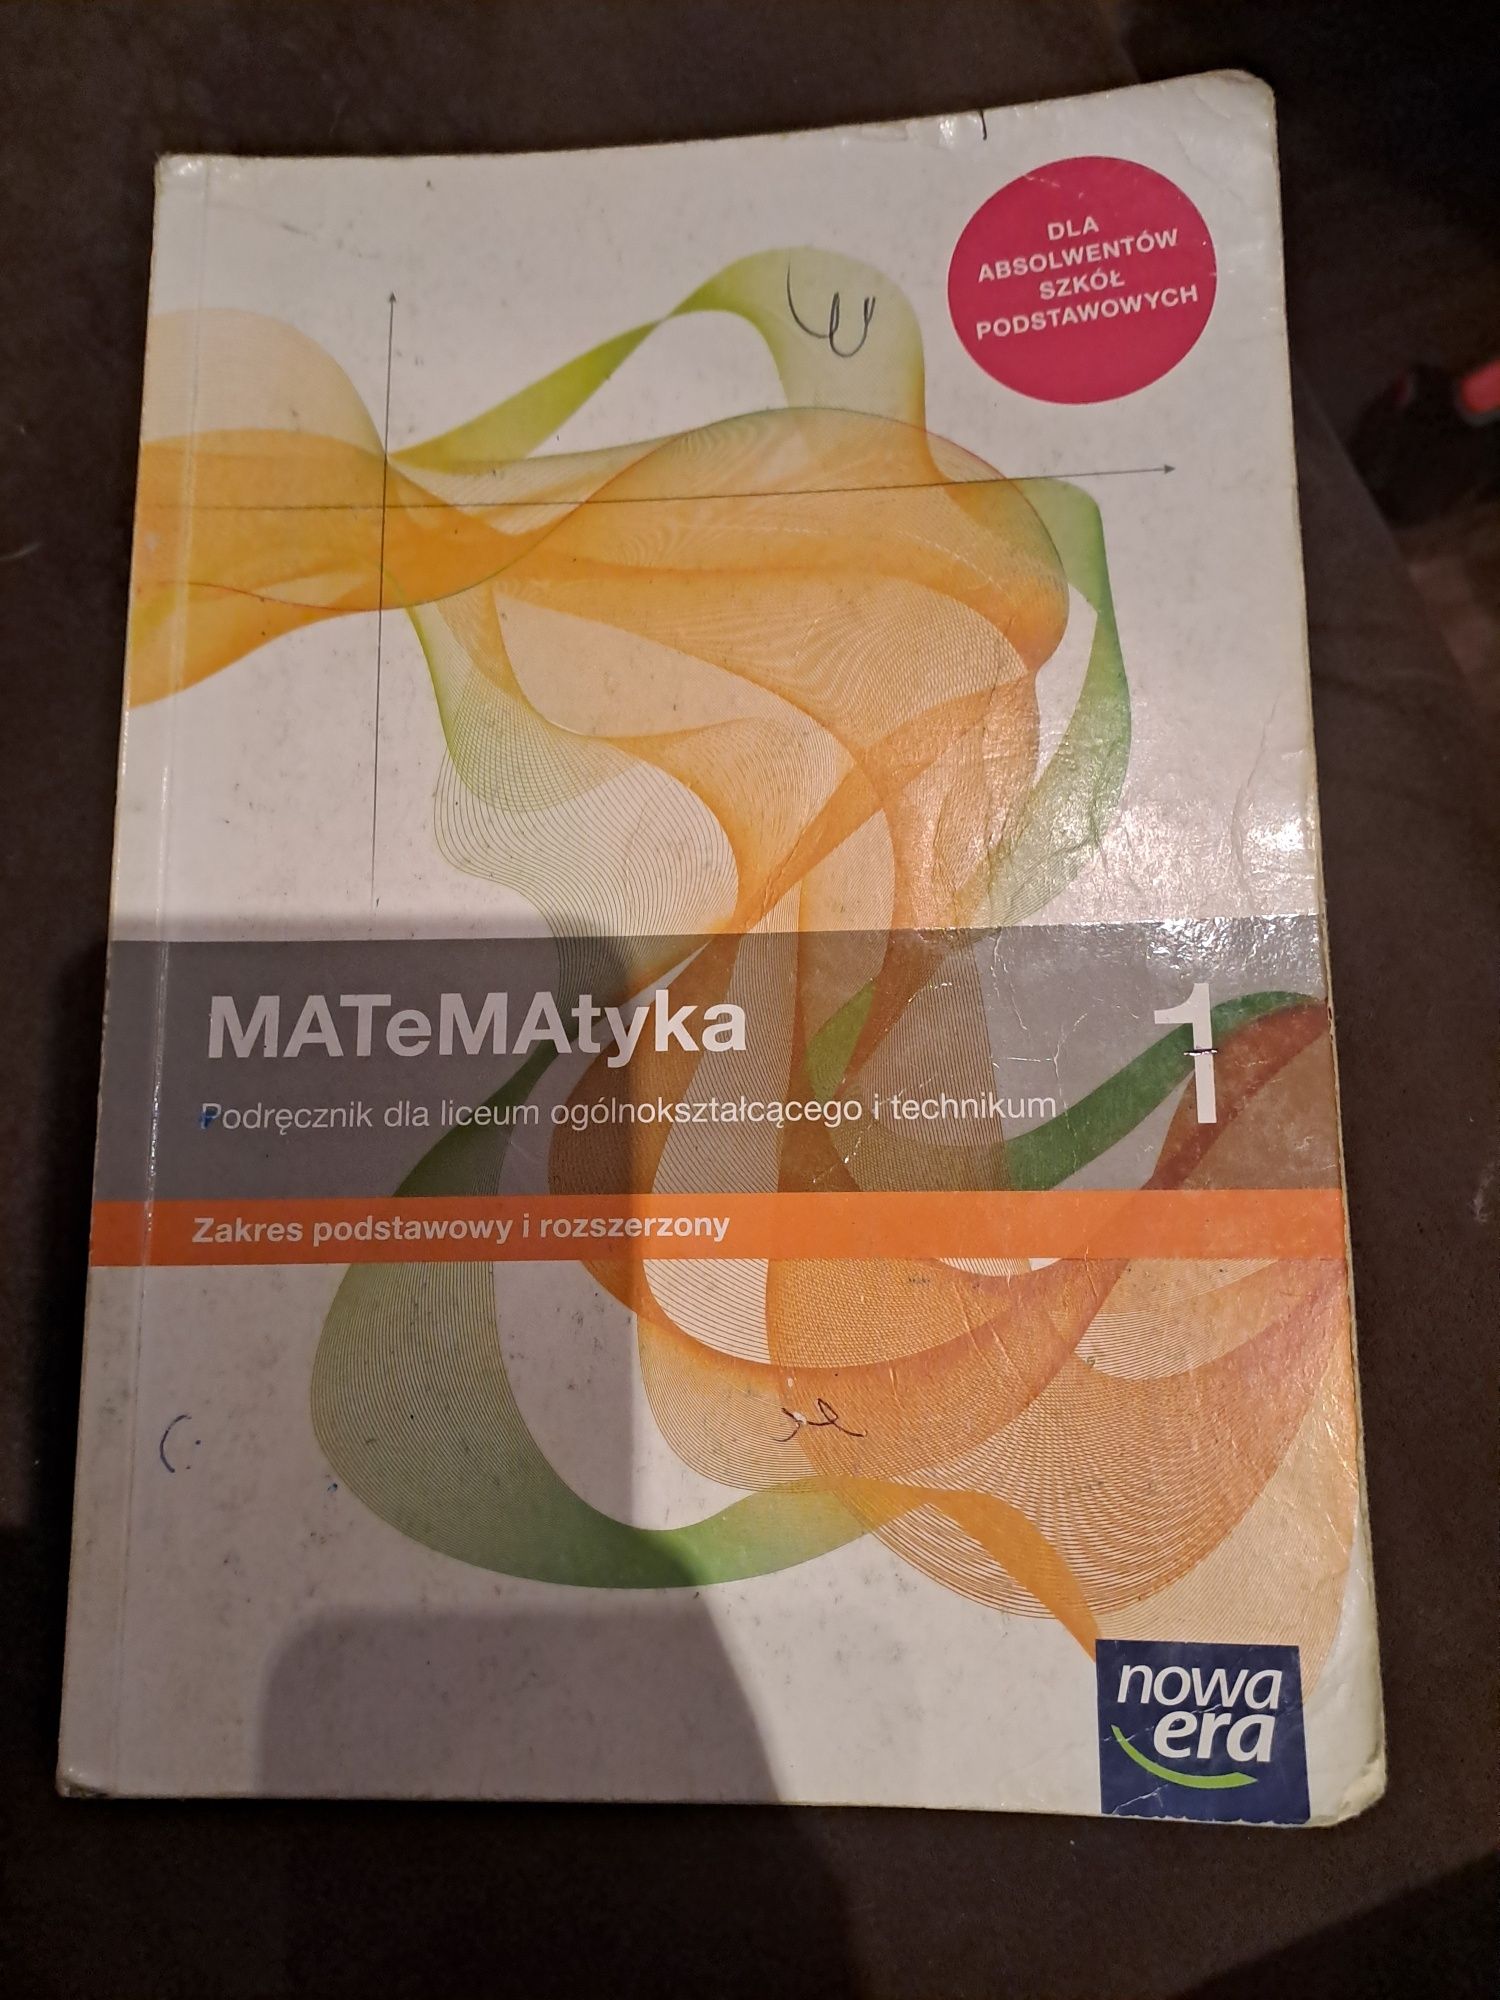 DLA
ABSOLWENTÓW
SZKÓŁ
PODSTAWOWYCH
MATeMAtyka 1
Podręcznik dla liceum ogólnokształcącego i technikum
Zakres podstawowy i rozszerzony
nowa
era